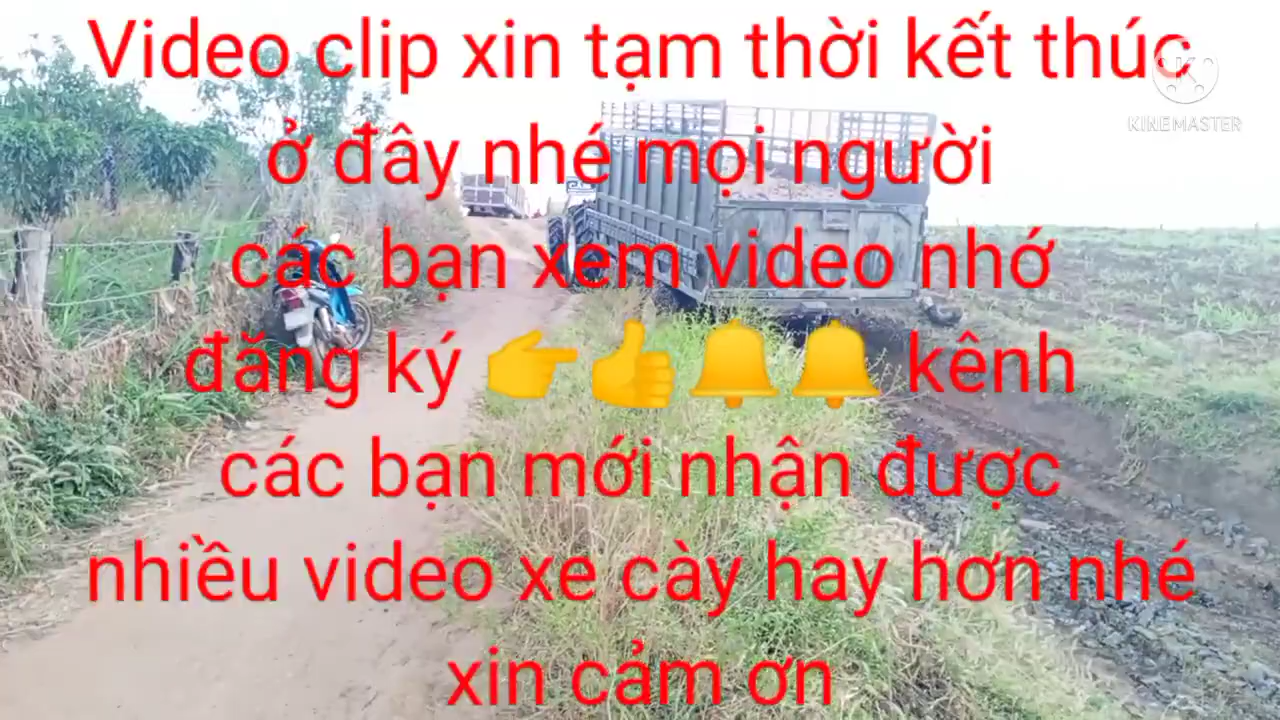 Video clip xin tạm thời kết thúc
KINEMASTER
ở đây nhé mọi người
các bạn xem video nhớ
đăng ký 👉👍🔔🔔 kênh
các bạn mới nhận được
nhiều video xe cày hay hơn nhé
xin cảm ơn